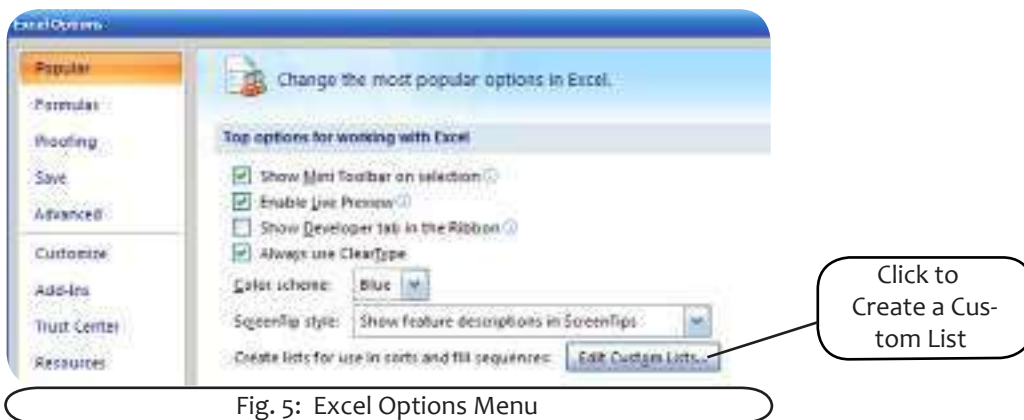 Excel Options
Popular
Formulas
Proofing
Save
Advanced
Customize
Add-Ins
Trust Center
Resources
Change the most popular options in Excel.
Top options for working with Excel
Show Mini Toolbar on selection
Enable Live Preview
Show Developer tab in the Ribbon
Always use ClearType
Color scheme: Blue
ScreenTip style: Show feature descriptions in ScreenTips
Create lists for use in sorts and fill sequences: Edit Custom Lists...
Click to
Create a Cus-
tom List
Fig. 5: Excel Options Menu